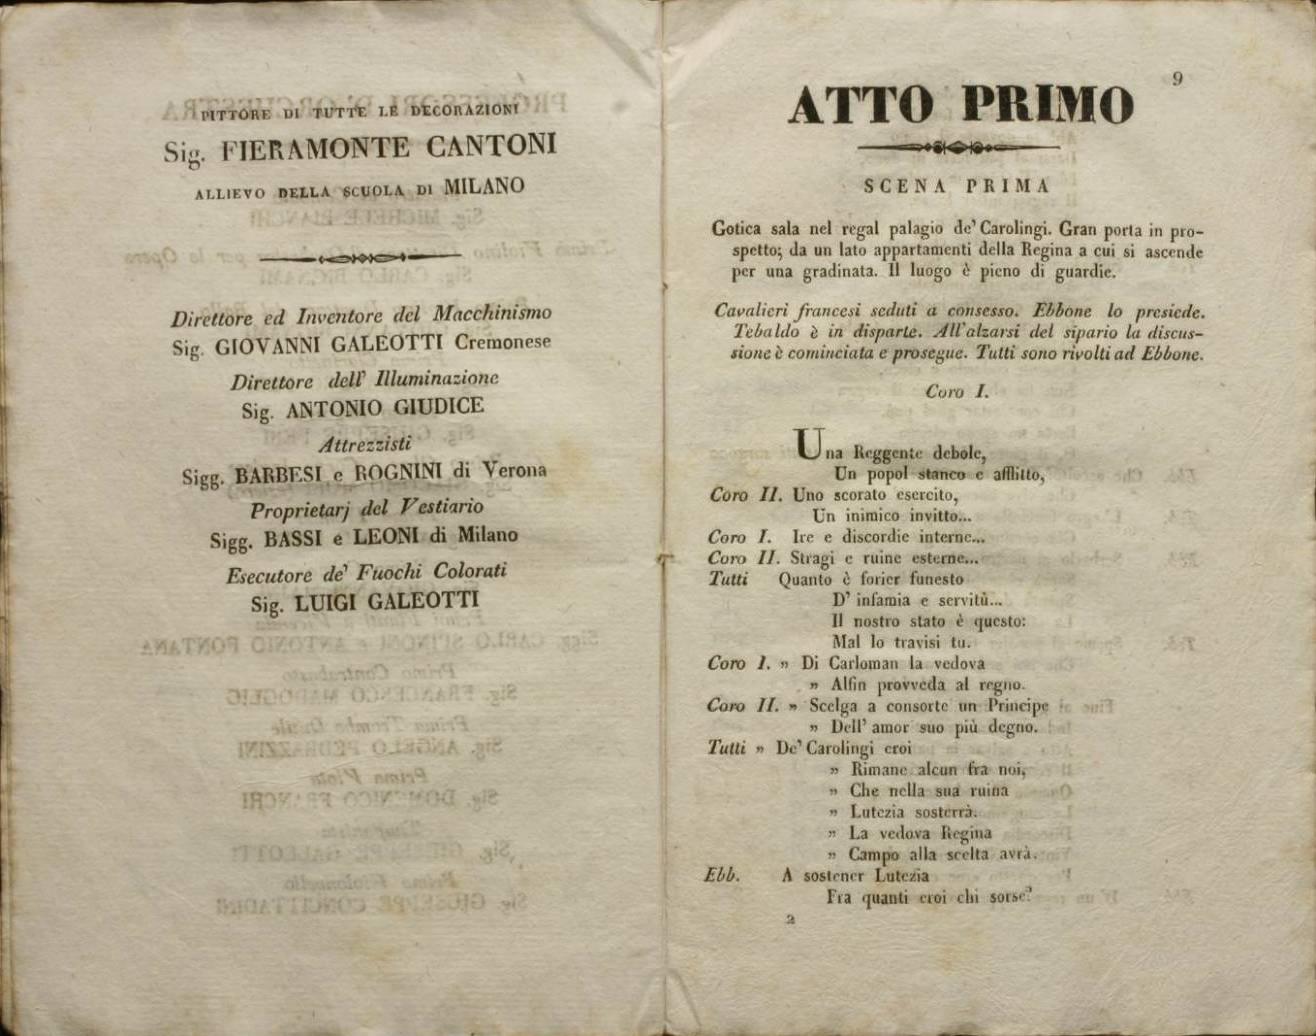 PITTORE DI TUTTE LE DECORAZIONI
Sig. FIERAMONTE CANTONI
ALLIEVO DELLA SCUOLA DI MILANO
Direttore ed Inventore del Macchinismo
Sig. GIOVANNI GALEOTTI Cremonese
Direttore dell' Illuminazione
Sig. ANTONIO GIUDICE
Attrezzisti
Sigg. BARBESI e ROGNINI di Verona
Proprietarj del Vestiario
Sigg. BASSI e LEONI di Milano
Esecutore de' Fuochi Colorati
Sig. LUIGI GALEOTTI
9
ATTO PRIMO
SCENA PRIMA
Gotica sala nel regal palagio de' Carolingi. Gran porta in pro-
spetto; da un lato appartamenti della Regina a cui si ascende
per una gradinata. Il luogo è pieno di guardie.
Cavalieri francesi seduti a consesso. Ebbone lo presiede.
Tebaldo è in disparte. All'alzarsi del sipario la discus-
sione è cominciata e prosegue. Tutti sono rivolti ad Ebbone.
Coro I.
Una Reggente debole,
Un popol stanco e afflitto,
Coro II. Uno scorato esercito,
Un inimico invitto...
Coro I. Ire e discordie interne...
Coro II. Stragi e ruine esterne...
Tutti Quanto è forier funesto
D' infamia e servitù...
Il nostro stato è questo:
Mal lo travisi tu.
Coro I. » Di Carloman la vedova
» Alfin provveda al regno.
Coro II. » Scelga a consorte un Principe
» Dell' amor suo più degno.
Tutti » De' Carolingi eroi
» Rimane alcun fra noi,
» Che nella sua ruina
» Lutezia sosterrà.
» La vedova Regina
» Campo alla scelta avrà.
Ebb. A sostener Lutezia
Fra quanti eroi chi sorse?
2